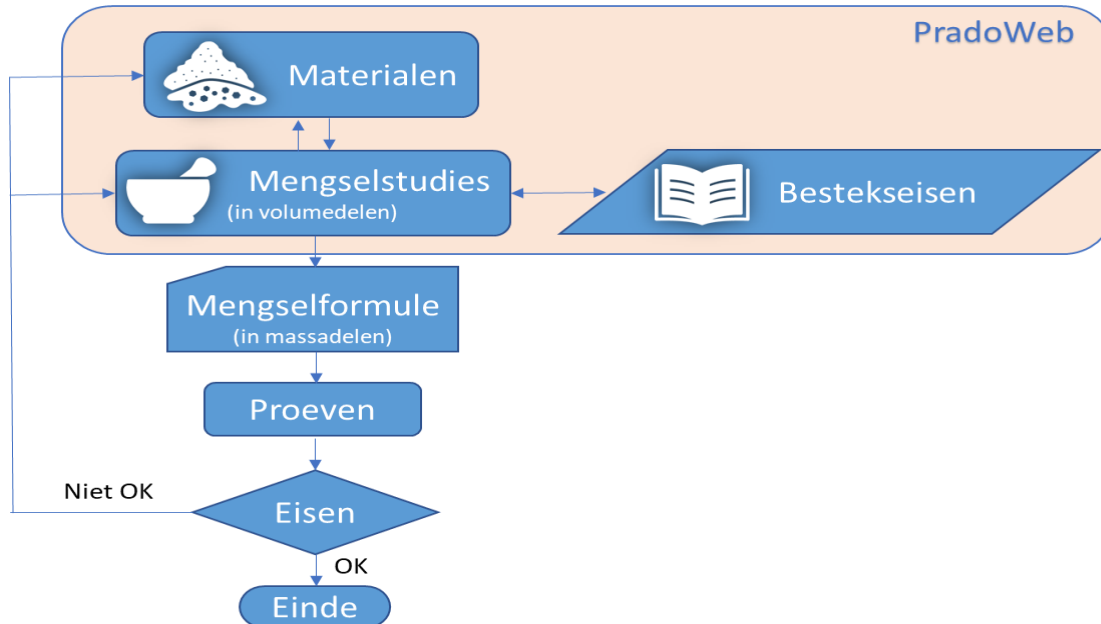 PradoWeb
Materialen
Mengselstudies
(in volumedelen)
Bestekseisen
Mengselformule
(in massadelen)
Proeven
Niet OK
Eisen
OK
Einde